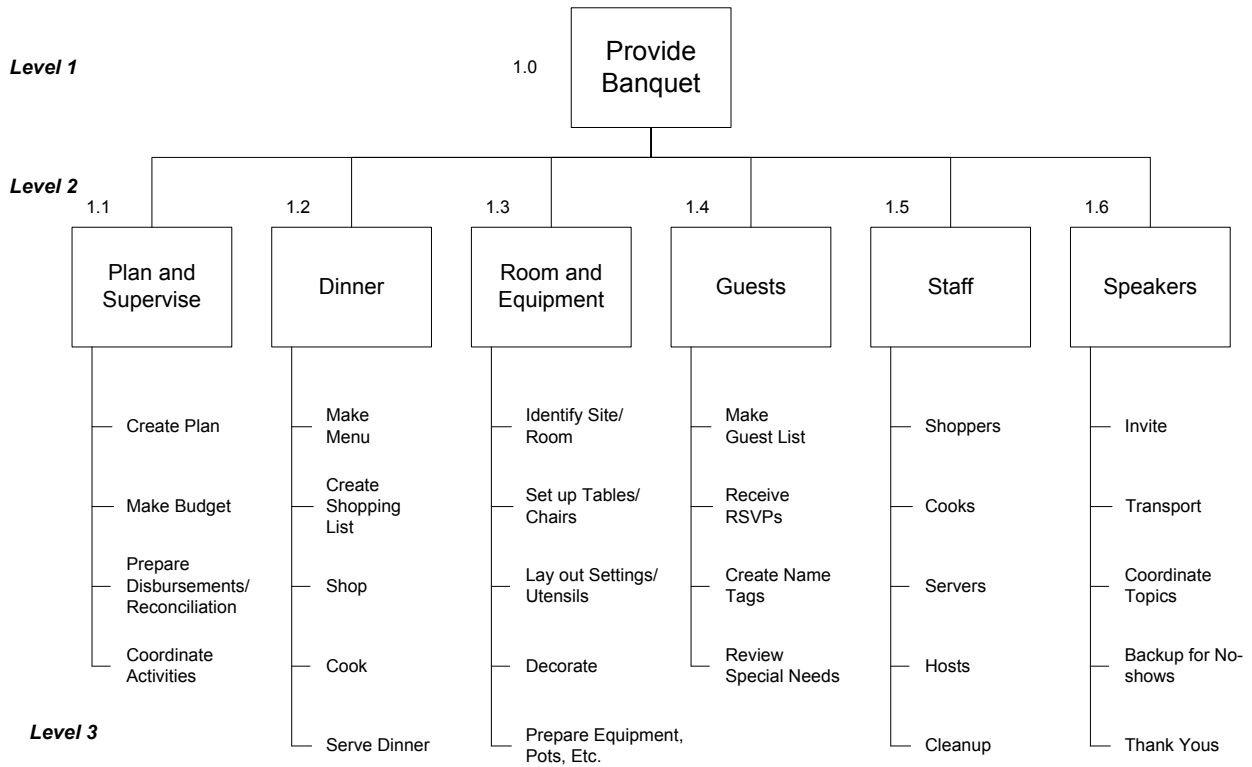 Level 1
1.0
Provide
Banquet
Level 2
1.1
1.2
1.3
1.4
1.5
1.6
Plan and
Supervise
Dinner
Room and
Equipment
Guests
Staff
Speakers
Create Plan
Make Budget
Prepare
Disbursements/
Reconciliation
Coordinate
Activities
Make
Menu
Create
Shopping
List
Shop
Cook
Serve Dinner
Identify Site/
Room
Set up Tables/
Chairs
Lay out Settings/
Utensils
Decorate
Prepare Equipment,
Pots, Etc.
Make
Guest List
Receive
RSVPs
Create Name
Tags
Review
Special Needs
Shoppers
Cooks
Servers
Hosts
Cleanup
Invite
Transport
Coordinate
Topics
Backup for No-
shows
Thank Yous
Level 3